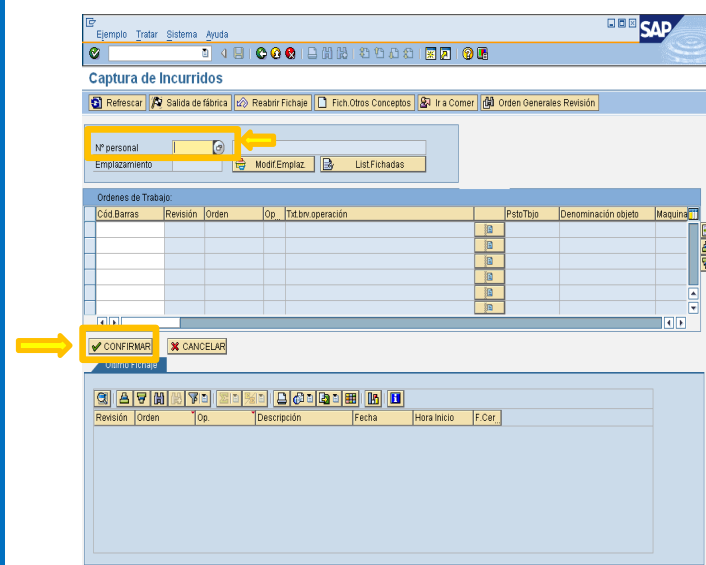 Ejemplo Tratar Sistema Ayuda
SAP
Captura de Incurridos
Refrescar Salida de fábrica Reabrir Fichaje Fich.Otros Conceptos Ir a Comer Orden Generales Revisión
Nº personal
Emplazamiento Modif.Emplaz. List.Fichadas
Ordenes de Trabajo:
Cód.Barras Revisión Orden Op... Txt.brv.operación PstoTbjo Denominación objeto Maquina
CONFIRMAR CANCELAR
Último Fichaje
Revisión Orden Op. Descripción Fecha Hora Inicio F.Cer...